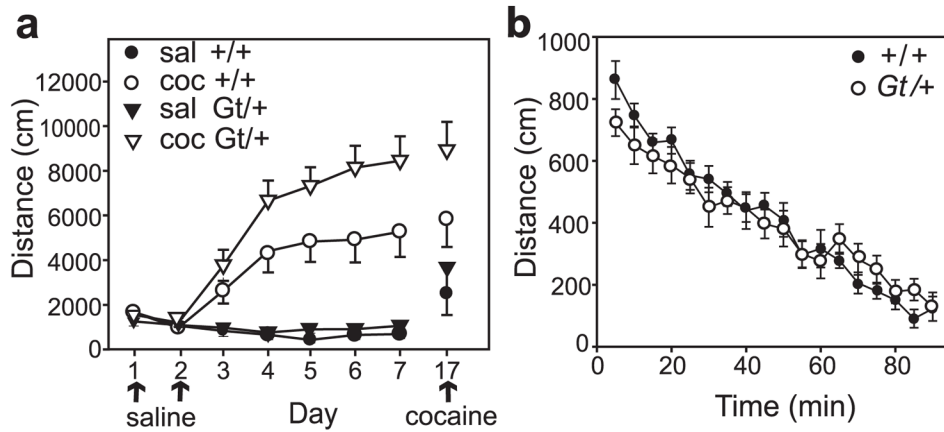 a
sal +/+
coc +/+
sal Gt/+
coc Gt/+
12000
10000
8000
6000
4000
2000
0
Distance (cm)
1 2 3 4 5 6 7 17
saline Day cocaine
b
+/+
Gt/+
1000
800
600
400
200
0
Distance (cm)
0 20 40 60 80
Time (min)